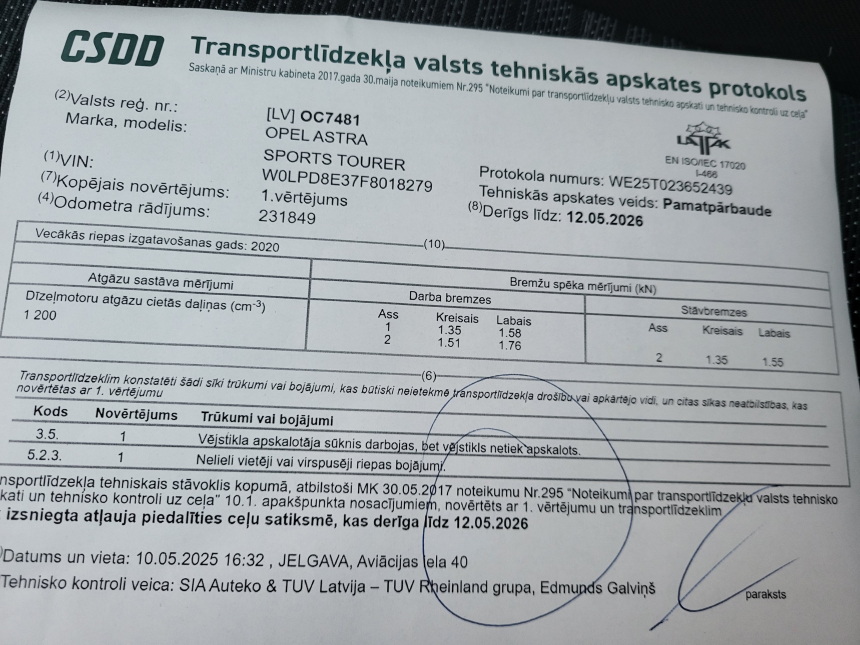 CSDD
Transportlīdzekļa valsts tehniskās apskates protokols
Saskaņā ar Ministru kabineta 2017.gada 30.maija noteikumiem Nr.295 "Noteikumi par transportlīdzekļu valsts tehnisko apskati un tehnisko kontroli uz ceļa"
(2)Valsts reģ. nr.: [LV] OC7481
Marka, modelis: OPEL ASTRA
SPORTS TOURER
(1)VIN: W0LPD8E37F8018279
(7)Kopējais novērtējums: 1.vērtējums
(4)Odometra rādījums: 231849
LATAK
EN ISO/IEC 17020
I-466
Protokola numurs: WE25T023652439
Tehniskās apskates veids: Pamatpārbaude
(8)Derīgs līdz: 12.05.2026
Vecākās riepas izgatavošanas gads: 2020
(10)
Atgāzu sastāva mērījumi
Bremžu spēka mērījumi (kN)
Dīzeļmotoru atgāzu cietās daļiņas (cm-3)
1 200
Darba bremzes
Stāvbremzes
Ass Kreisais Labais
1 1.35 1.58
2 1.51 1.76
Ass Kreisais Labais
2 1.35 1.55
(6)
Transportlīdzeklim konstatēti šādi sīki trūkumi vai bojājumi, kas būtiski neietekmē transportlīdzekļa drošību vai apkārtējo vidi, un citas sīkas neatbilstības, kas
novērtētas ar 1. vērtējumu
Kods Novērtējums Trūkumi vai bojājumi
3.5. 1 Vējstikla apskalotāja sūknis darbojas, bet vējstikls netiek apskalots.
5.2.3. 1 Nelieli vietēji vai virspusēji riepas bojājumi.
nsportlīdzekļa tehniskais stāvoklis kopumā, atbilstoši MK 30.05.2017 noteikumu Nr.295 "Noteikumi par transportlīdzekļu valsts tehnisko
kati un tehnisko kontroli uz ceļa" 10.1. apakšpunkta nosacījumiem, novērtēts ar 1. vērtējumu un transportlīdzeklim
izsniegta atļauja piedalīties ceļu satiksmē, kas derīga līdz 12.05.2026
)Datums un vieta: 10.05.2025 16:32 , JELGAVA, Aviācijas iela 40
Tehnisko kontroli veica: SIA Auteko & TUV Latvija – TUV Rheinland grupa, Edmunds Galviņš
paraksts